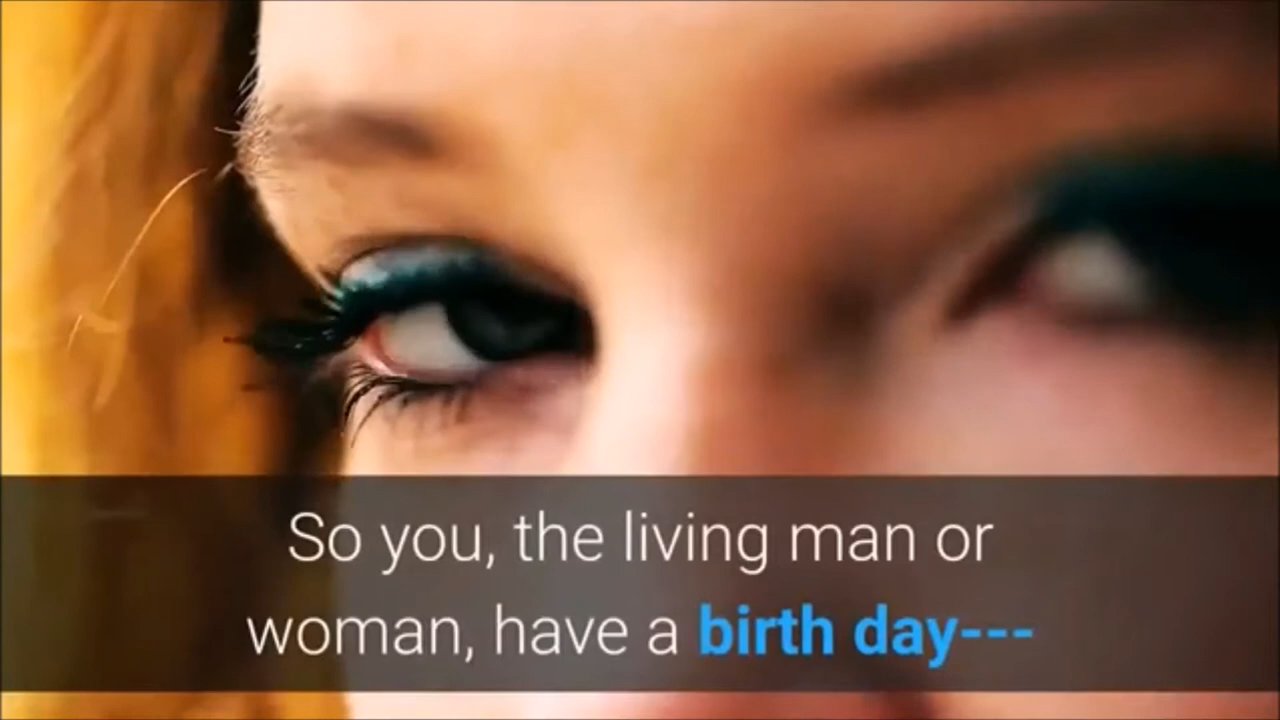 So you, the living man or
woman, have a birth day---